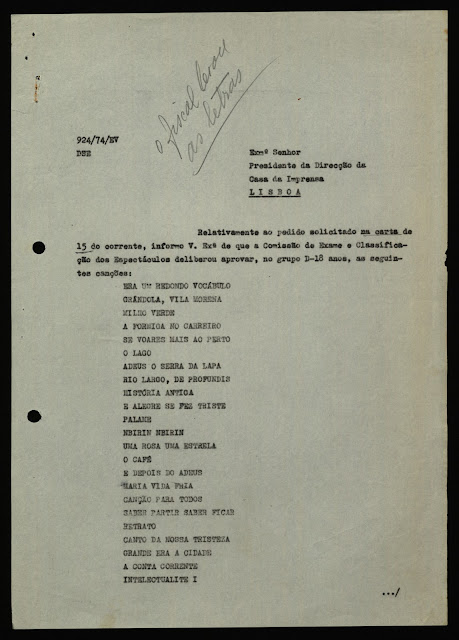 o fiscal levou
as letras
924/74/EV
DSE
Exmº Senhor
Presidente da Direcção da
Casa da Imprensa
LISBOA
Relativamente ao pedido solicitado na carta de
15 do corrente, informo V. Exª de que a Comissão de Exame e Classifica-
ção dos Espectáculos deliberou aprovar, no grupo D-18 anos, as seguin-
tes canções:
ERA UM REDONDO VOCÁBULO
GRÂNDOLA, VILA MORENA
MILHO VERDE
A FORMIGA NO CARREIRO
SE VOARES MAIS AO PERTO
O LAGO
ADEUS O SERRA DA LAPA
RIO LARGO, DE PROFUNDIS
HISTÓRIA ANTIGA
E ALEGRE SE FEZ TRISTE
PALAME
NBIRIN NBIRIN
UMA ROSA UMA ESTRELA
O CAFÉ
E DEPOIS DO ADEUS
MARIA VIDA FRIA
CANÇÃO PARA TODOS
SABER PARTIR SABER FICAR
RETRATO
CANTO DA NOSSA TRISTEZA
GRANDE ERA A CIDADE
A CONTA CORRENTE
INTELECTUALITE I
.../